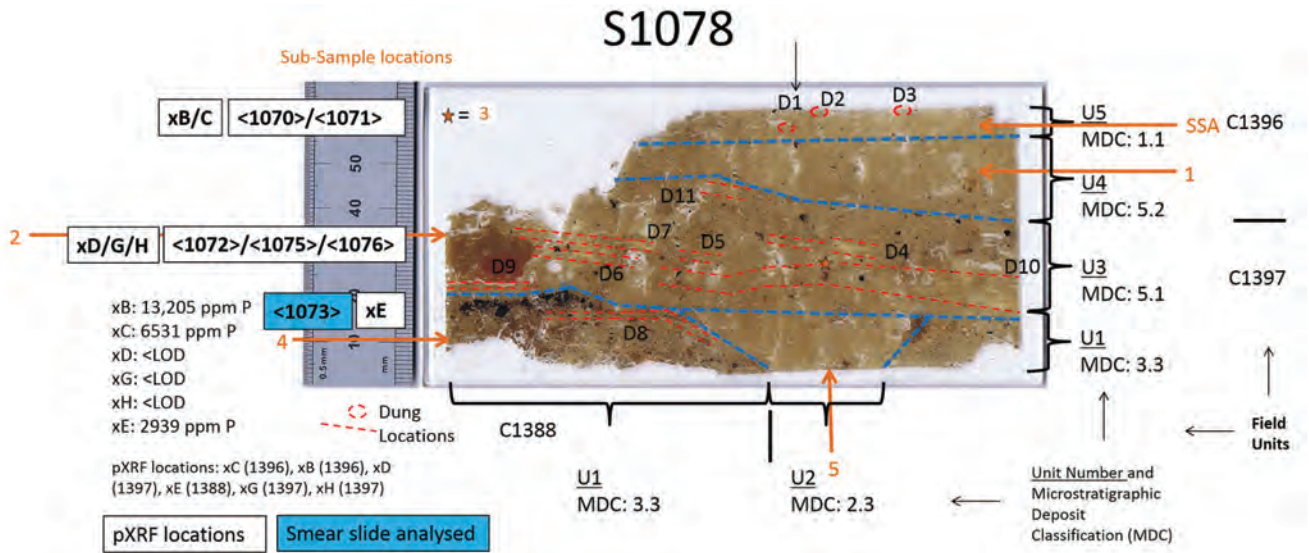 S1078
Sub-Sample locations
xB/C
<1070>/<1071>
★= 3
D1
D2
D3
U5
MDC: 1.1
SSA
C1396
50
40
D11
U4
MDC: 5.2
1
2
xD/G/H
<1072>/<1075>/<1076>
D7
D5
D4
D9
D6
D10
U3
MDC: 5.1
C1397
xB: 13,205 ppm P
xC: 6531 ppm P
xD: <LOD
xG: <LOD
xH: <LOD
xE: 2939 ppm P
<1073>
xE
4
10
D8
U1
MDC: 3.3
0.5mm
mm
Dung
Locations
C1388
5
Field
Units
pXRF locations: xC (1396), xB (1396), xD
(1397), xE (1388), xG (1397), xH (1397)
U1
MDC: 3.3
U2
MDC: 2.3
Unit Number and
Microstratigraphic
Deposit
Classification (MDC)
pXRF locations
Smear slide analysed